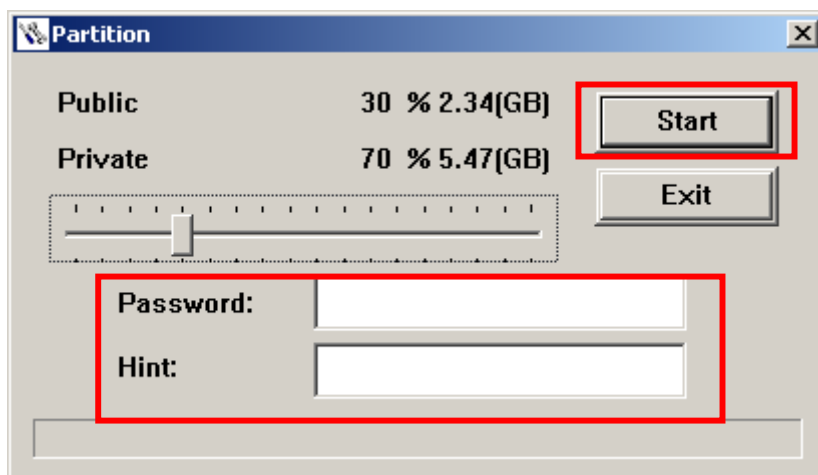 Partition
Public 30 % 2.34(GB)
Start
Private 70 % 5.47(GB)
Exit
Password:
Hint: